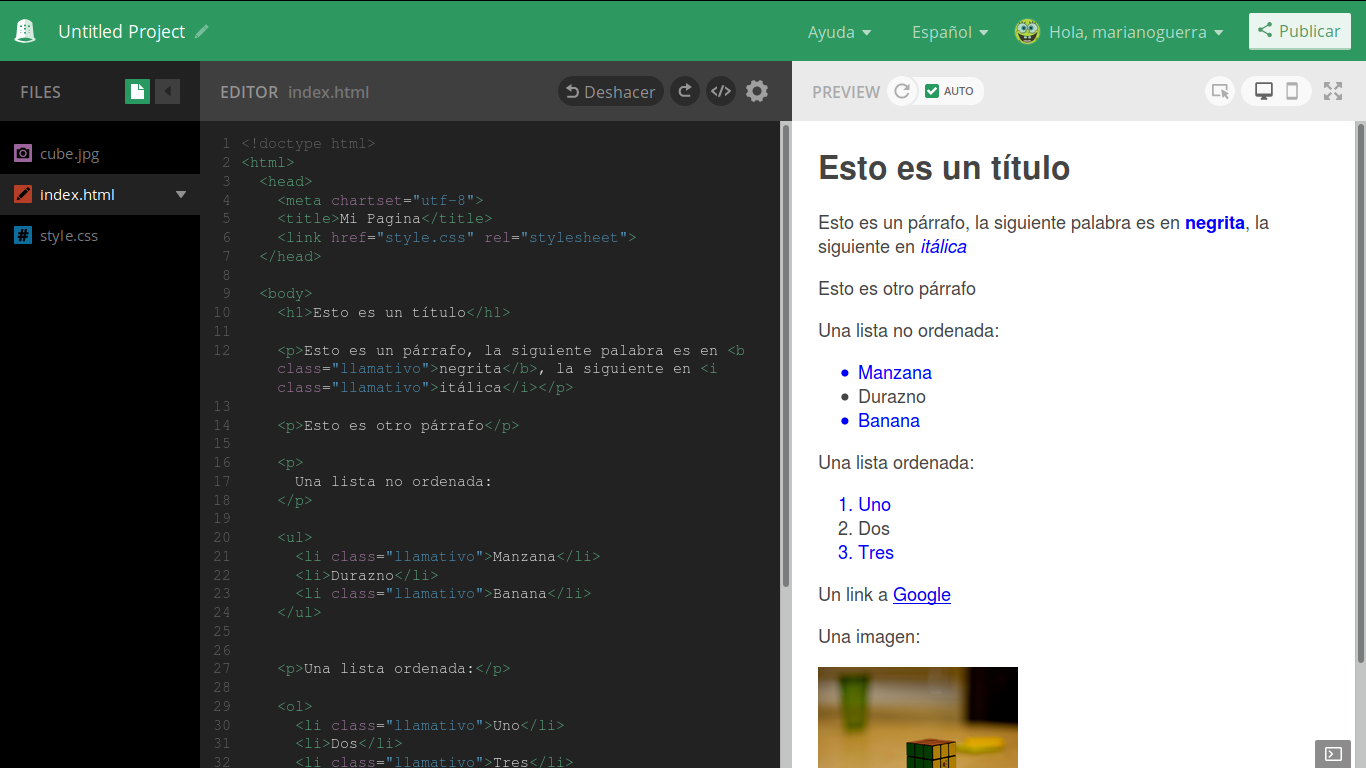 Untitled Project
Ayuda
Español
Hola, marianoguerra
Publicar
FILES
cube.jpg
index.html
# style.css
EDITOR index.html
Deshacer
</>
1 <!doctype html>
2 <html>
3 <head>
4 <meta chartset="utf-8">
5 <title>Mi Pagina</title>
6 <link href="style.css" rel="stylesheet">
7 </head>
8
9 <body>
10 <h1>Esto es un título</h1>
11
12 <p>Esto es un párrafo, la siguiente palabra es en <b
class="llamativo">negrita</b>, la siguiente en <i
class="llamativo">itálica</i></p>
13
14 <p>Esto es otro párrafo</p>
15
16 <p>
17 Una lista no ordenada:
18 </p>
19
20 <ul>
21 <li class="llamativo">Manzana</li>
22 <li>Durazno</li>
23 <li class="llamativo">Banana</li>
24 </ul>
25
26
27 <p>Una lista ordenada:</p>
28
29 <ol>
30 <li class="llamativo">Uno</li>
31 <li>Dos</li>
32 <li class="llamativo">Tres</li>
PREVIEW
AUTO
Esto es un título
Esto es un párrafo, la siguiente palabra es en negrita, la
siguiente en itálica
Esto es otro párrafo
Una lista no ordenada:
• Manzana
• Durazno
• Banana
Una lista ordenada:
1. Uno
2. Dos
3. Tres
Un link a Google
Una imagen: